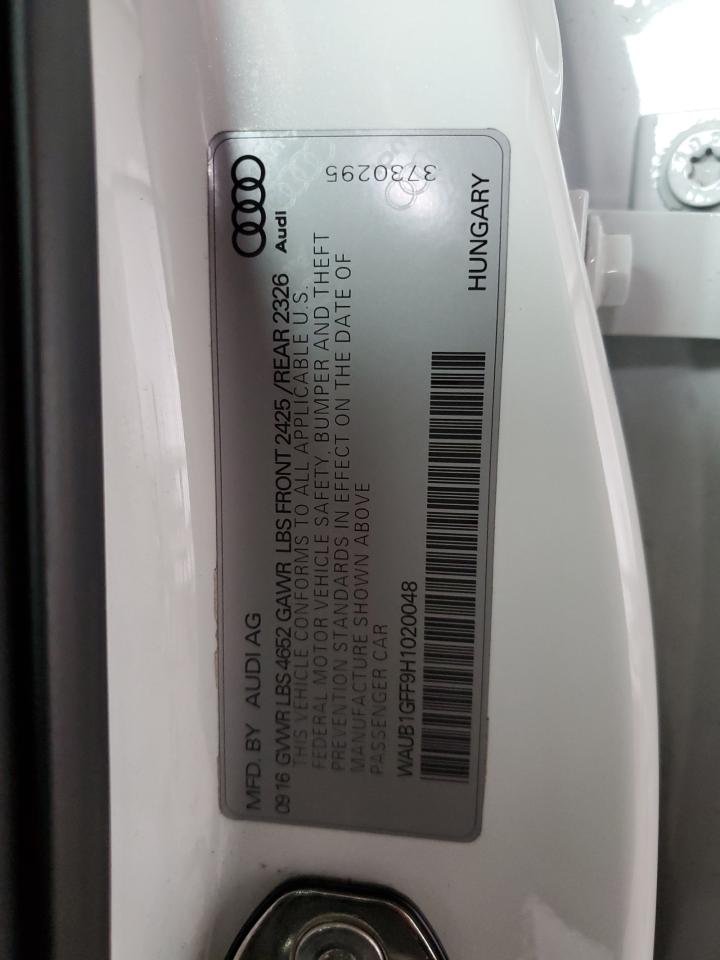 MFD. BY AUDI AG
Audi
0916 GVWR LBS 4652 GAWR LBS FRONT 2425 / REAR 2326
THIS VEHICLE CONFORMS TO ALL APPLICABLE U.S.
FEDERAL MOTOR VEHICLE SAFETY, BUMPER AND THEFT
PREVENTION STANDARDS IN EFFECT ON THE DATE OF
MANUFACTURE SHOWN ABOVE
PASSENGER CAR
3730295
WAUB1GFF9H1020048
HUNGARY